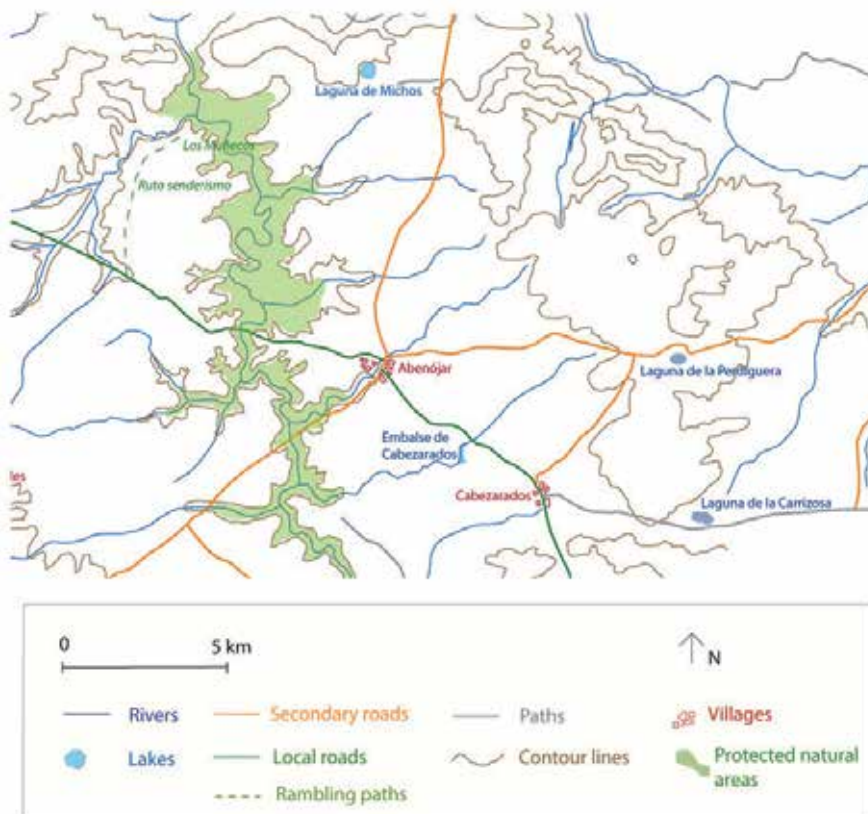 Laguna de Michos
Los Muñecos
Ruta senderismo
Abenójar
Laguna de la Perdiguera
Embalse de
Cabezarados
les
Cabezarados
Laguna de la Carrizosa
0 5 km
N
Rivers Secondary roads Paths Villages
Lakes Local roads Contour lines Protected natural
areas
Rambling paths